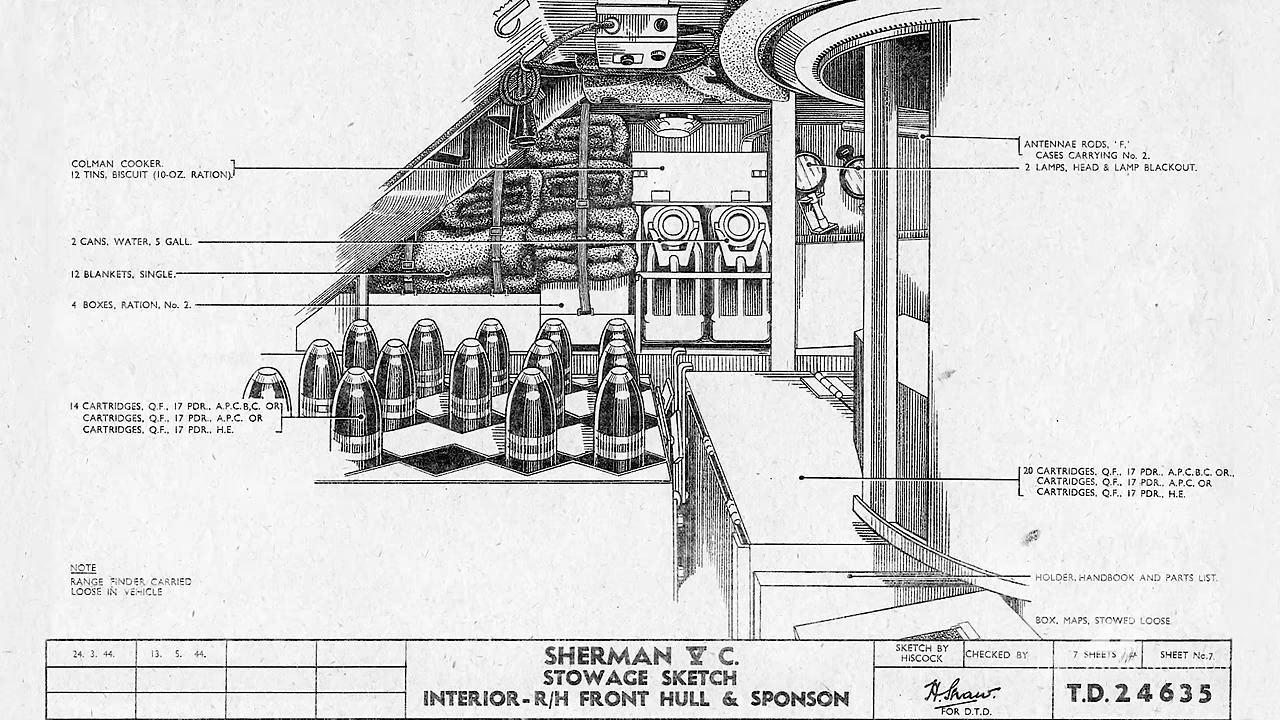 COLMAN COOKER.
12 TINS, BISCUIT (10-OZ. RATION)
2 CANS, WATER, 5 GALL.
12 BLANKETS, SINGLE.
4 BOXES, RATION, No. 2.
14 CARTRIDGES, Q.F., 17 PDR., A.P.C.B.C. OR
CARTRIDGES, Q.F., 17 PDR., A.P.C. OR
CARTRIDGES, Q.F., 17 PDR., H.E.
ANTENNAE RODS, 'F,'
CASES CARRYING No. 2.
2 LAMPS, HEAD & LAMP BLACKOUT.
20 CARTRIDGES, Q.F., 17 PDR., A.P.C.B.C. OR.,
CARTRIDGES, Q.F., 17 PDR., A.P.C. OR
CARTRIDGES, Q.F., 17 PDR., H.E.
HOLDER, HANDBOOK AND PARTS LIST.
BOX, MAPS, STOWED LOOSE
NOTE
RANGE FINDER CARRIED
LOOSE IN VEHICLE
24. 3. 44.
13. 5. 44.
SHERMAN V C.
STOWAGE SKETCH
INTERIOR-R/H FRONT HULL & SPONSON
SKETCH BY
HISCOCK
CHECKED BY
H. Shaw.
FOR D.T.D.
7 SHEETS
SHEET No. 7.
T.D. 24635